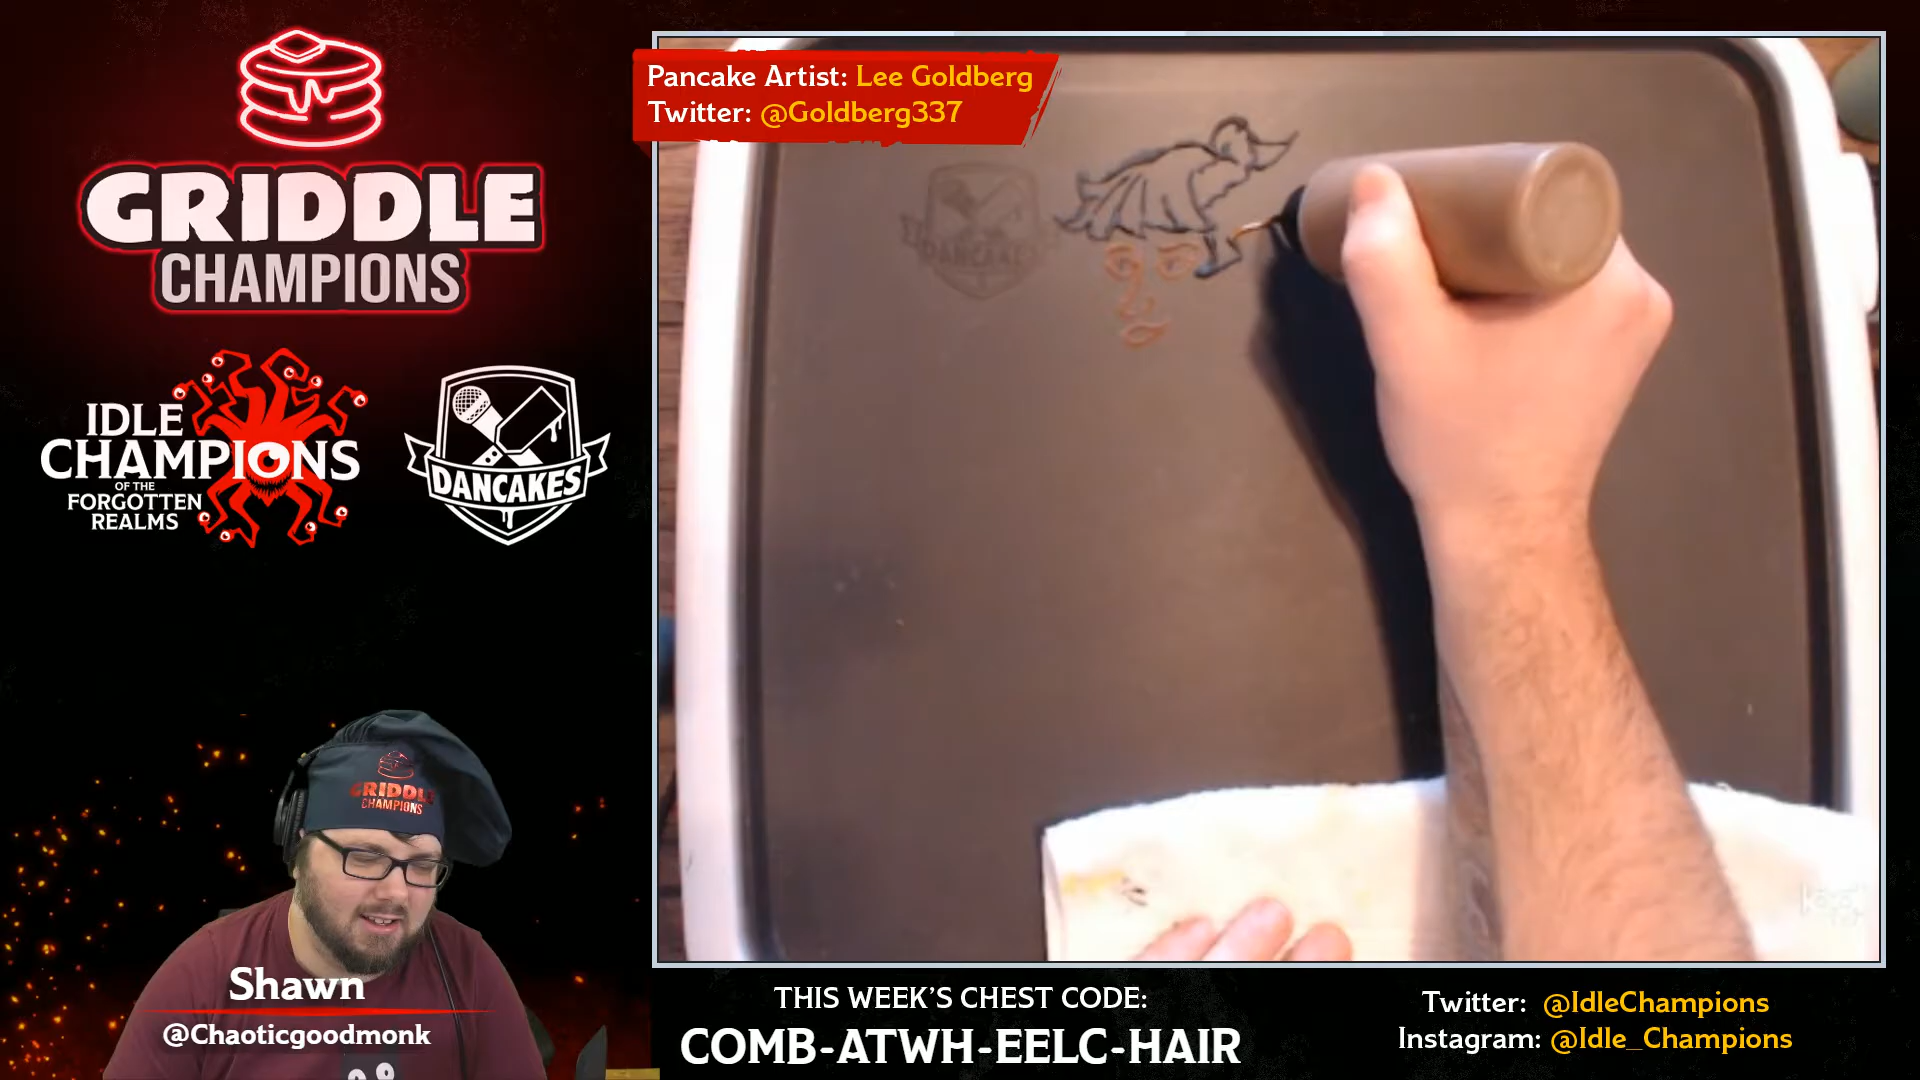 GRIDDLE
CHAMPIONS
IDLE
CHAMPIONS
OF THE
FORGOTTEN
REALMS
DANCAKES
Pancake Artist: Lee Goldberg
Twitter: @Goldberg337
DANCAKES
GRIDDLE
CHAMPIONS
Shawn
@Chaoticgoodmonk
THIS WEEK'S CHEST CODE:
COMB-ATWH-EELC-HAIR
Twitter: @IdleChampions
Instagram: @Idle_Champions